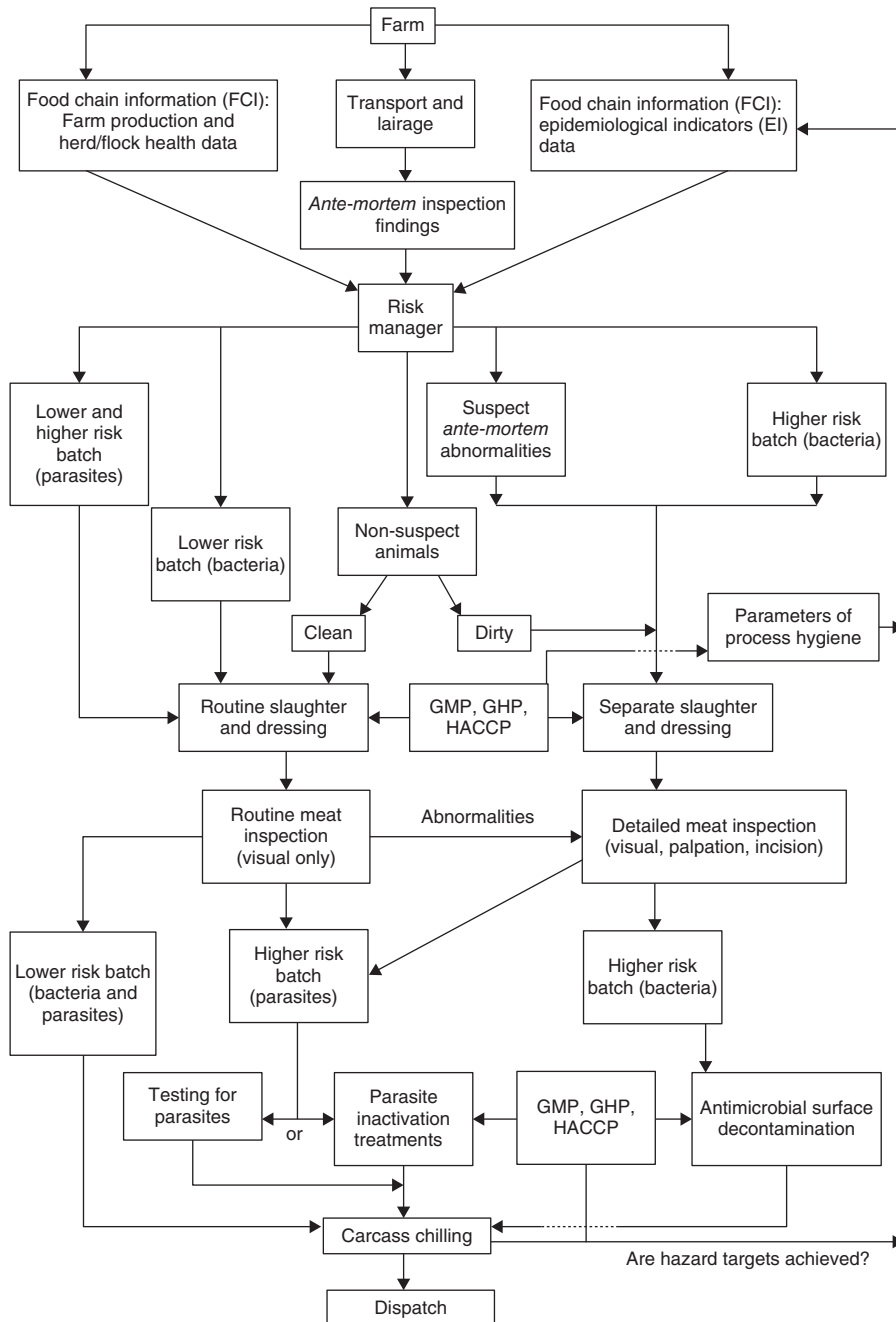 Farm
Food chain information (FCI):
Farm production and
herd/flock health data
Transport and
lairage
Food chain information (FCI):
epidemiological indicators (EI)
data
Ante-mortem inspection
findings
Risk
manager
Lower and
higher risk
batch
(parasites)
Lower risk
batch (bacteria)
Non-suspect
animals
Suspect
ante-mortem
abnormalities
Higher risk
batch (bacteria)
Clean
Dirty
Parameters of
process hygiene
Routine slaughter
and dressing
GMP, GHP,
HACCP
Separate slaughter
and dressing
Routine meat
inspection
(visual only)
Abnormalities
Detailed meat inspection
(visual, palpation, incision)
Lower risk batch
(bacteria and
parasites)
Higher risk
batch
(parasites)
Higher risk
batch (bacteria)
Testing for
parasites
or
Parasite
inactivation
treatments
GMP, GHP,
HACCP
Antimicrobial surface
decontamination
Carcass chilling
Are hazard targets achieved?
Dispatch